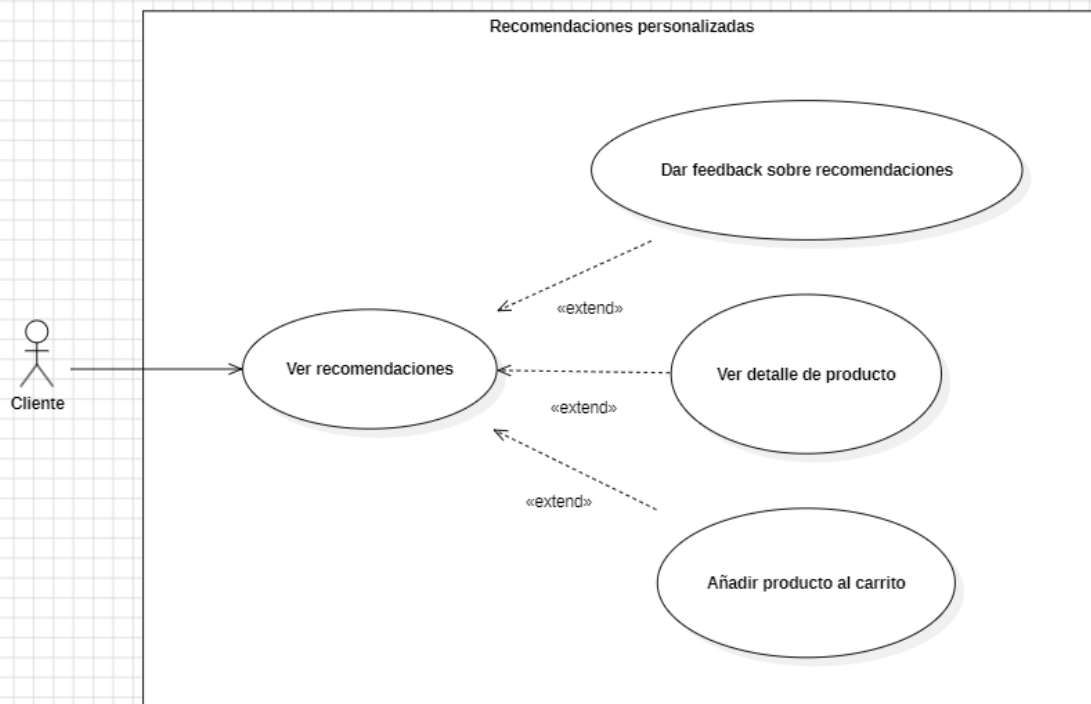 Recomendaciones personalizadas
Dar feedback sobre recomendaciones
«extend»
Ver recomendaciones
Ver detalle de producto
Cliente
«extend»
«extend»
Añadir producto al carrito